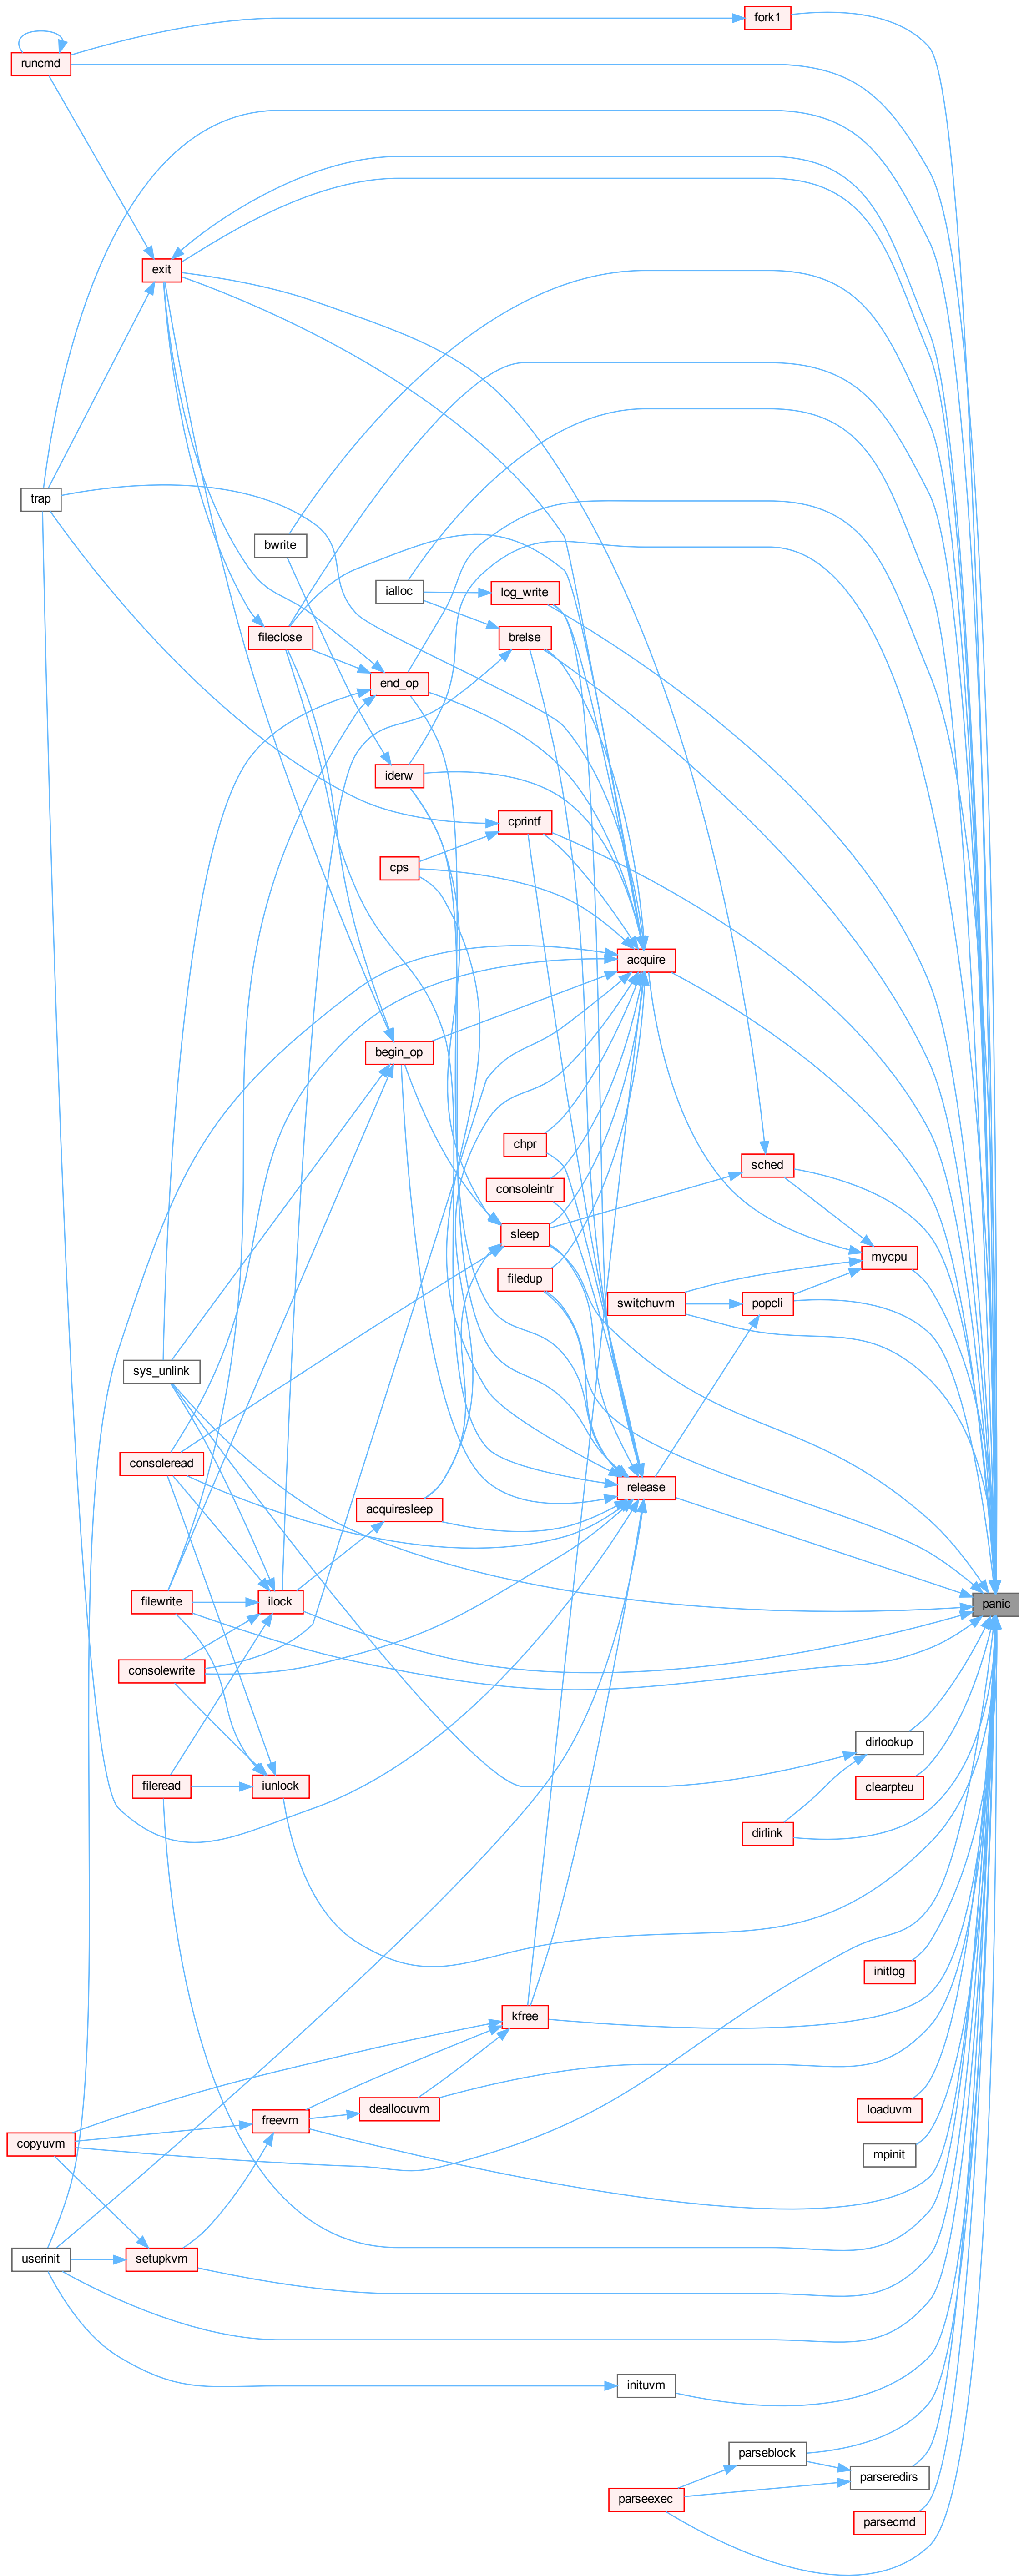 fork1
runcmd
exit
trap
bwrite
ialloc
log_write
fileclose
brelse
end_op
iderw
cprintf
cps
acquire
begin_op
chpr
sched
consoleintr
sleep
mycpu
filedup
switchuvm
popcli
sys_unlink
consoleread
release
acquiresleep
filewrite
ilock
panic
consolewrite
dirlookup
fileread
iunlock
clearpteu
dirlink
initlog
kfree
deallocuvm
loaduvm
freevm
copyuvm
mpinit
userinit
setupkvm
inituvm
parseblock
parseredirs
parseexec
parsecmd